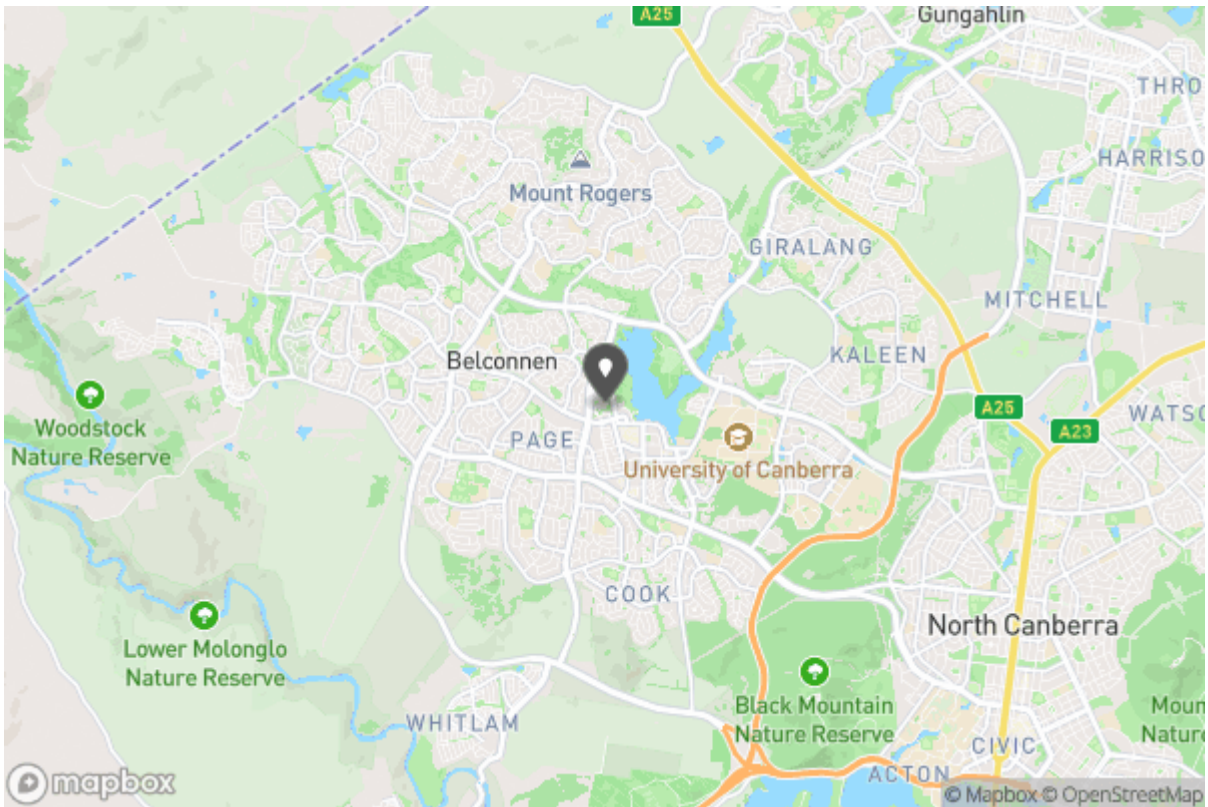 A25
Gungahlin
THRO
HARRISO
Mount Rogers
GIRALANG
MITCHELL
Belconnen
KALEEN
A25
A23
WATSO
Woodstock
Nature Reserve
PAGE
University of Canberra
COOK
Lower Molonglo
Nature Reserve
North Canberra
Black Mountain
Nature Reserve
Moun
Natur
WHITLAM
CIVIC
ACTON
mapbox
© Mapbox © OpenStreetMap